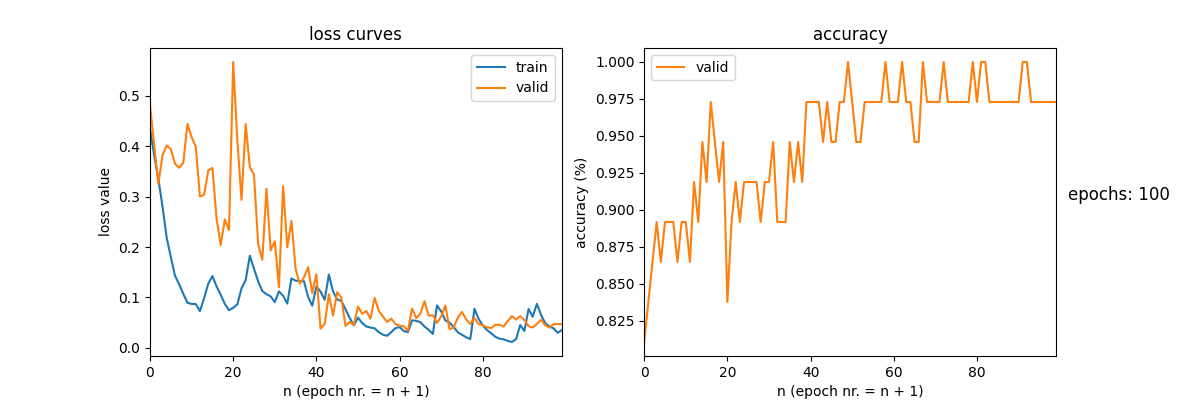 loss curves
train
valid
0.5
0.4
0.3
0.2
0.1
0.0
loss value
0 20 40 60 80
n (epoch nr. = n + 1)
accuracy
valid
1.000
0.975
0.950
0.925
0.900
0.875
0.850
0.825
accuracy (%)
0 20 40 60 80
n (epoch nr. = n + 1)
epochs: 100